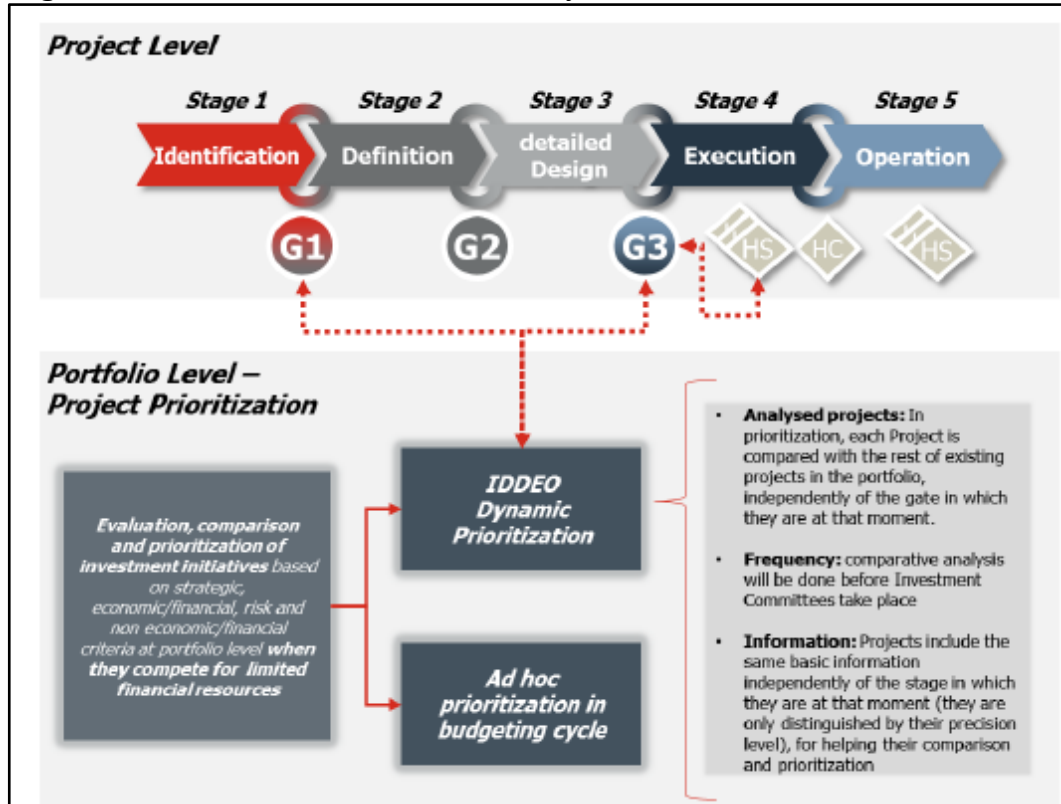 Project Level
Stage 1
Stage 2
Stage 3
Stage 4
Stage 5
Identification
Definition
detailed
Design
Execution
Operation
G1
G2
G3
HS
HC
HS
Portfolio Level –
Project Prioritization
Evaluation, comparison
and prioritization of
investment initiatives based
on strategic,
economic/financial, risk and
non economic/financial
criteria at portfolio level when
they compete for limited
financial resources
IDDEO
Dynamic
Prioritization
Ad hoc
prioritization in
budgeting cycle
• Analysed projects: In
prioritization, each Project is
compared with the rest of existing
projects in the portfolio,
independently of the gate in which
they are at that moment.
• Frequency: comparative analysis
will be done before Investment
Committees take place
• Information: Projects include the
same basic information
independently of the stage in which
they are at that moment (they are
only distinguished by their precision
level), for helping their comparison
and prioritization